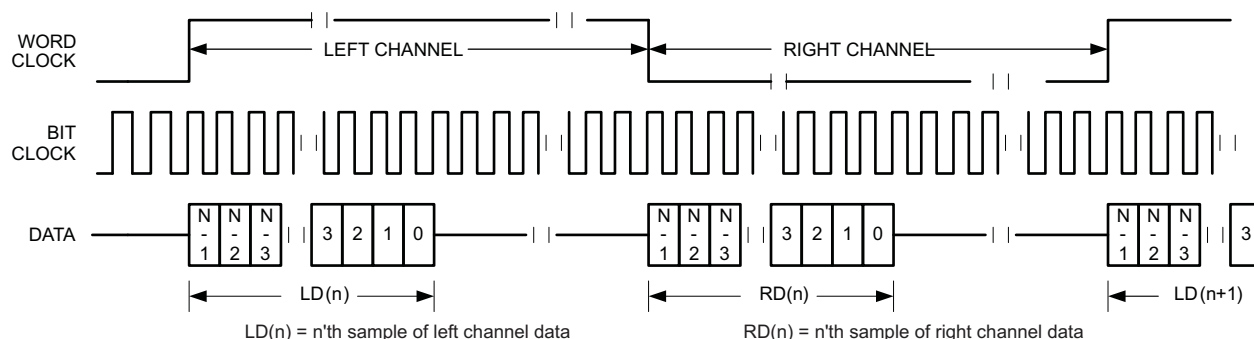 WORD
CLOCK
LEFT CHANNEL
RIGHT CHANNEL
BIT
CLOCK
DATA
N
-
1
N
-
2
N
-
3
3
2
1
0
N
-
1
N
-
2
N
-
3
3
2
1
0
N
-
1
N
-
2
N
-
3
3
LD(n)
RD(n)
LD(n+1)
LD(n) = n'th sample of left channel data
RD(n) = n'th sample of right channel data